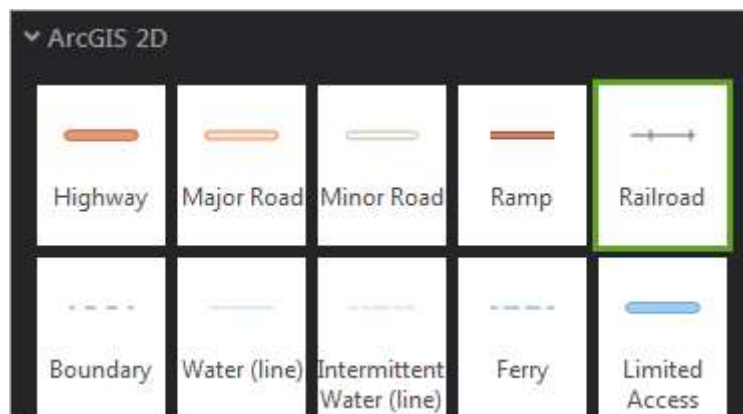 ArcGIS 2D
Highway
Major Road
Minor Road
Ramp
Railroad
Boundary
Water (line)
Intermittent
Water (line)
Ferry
Limited
Access